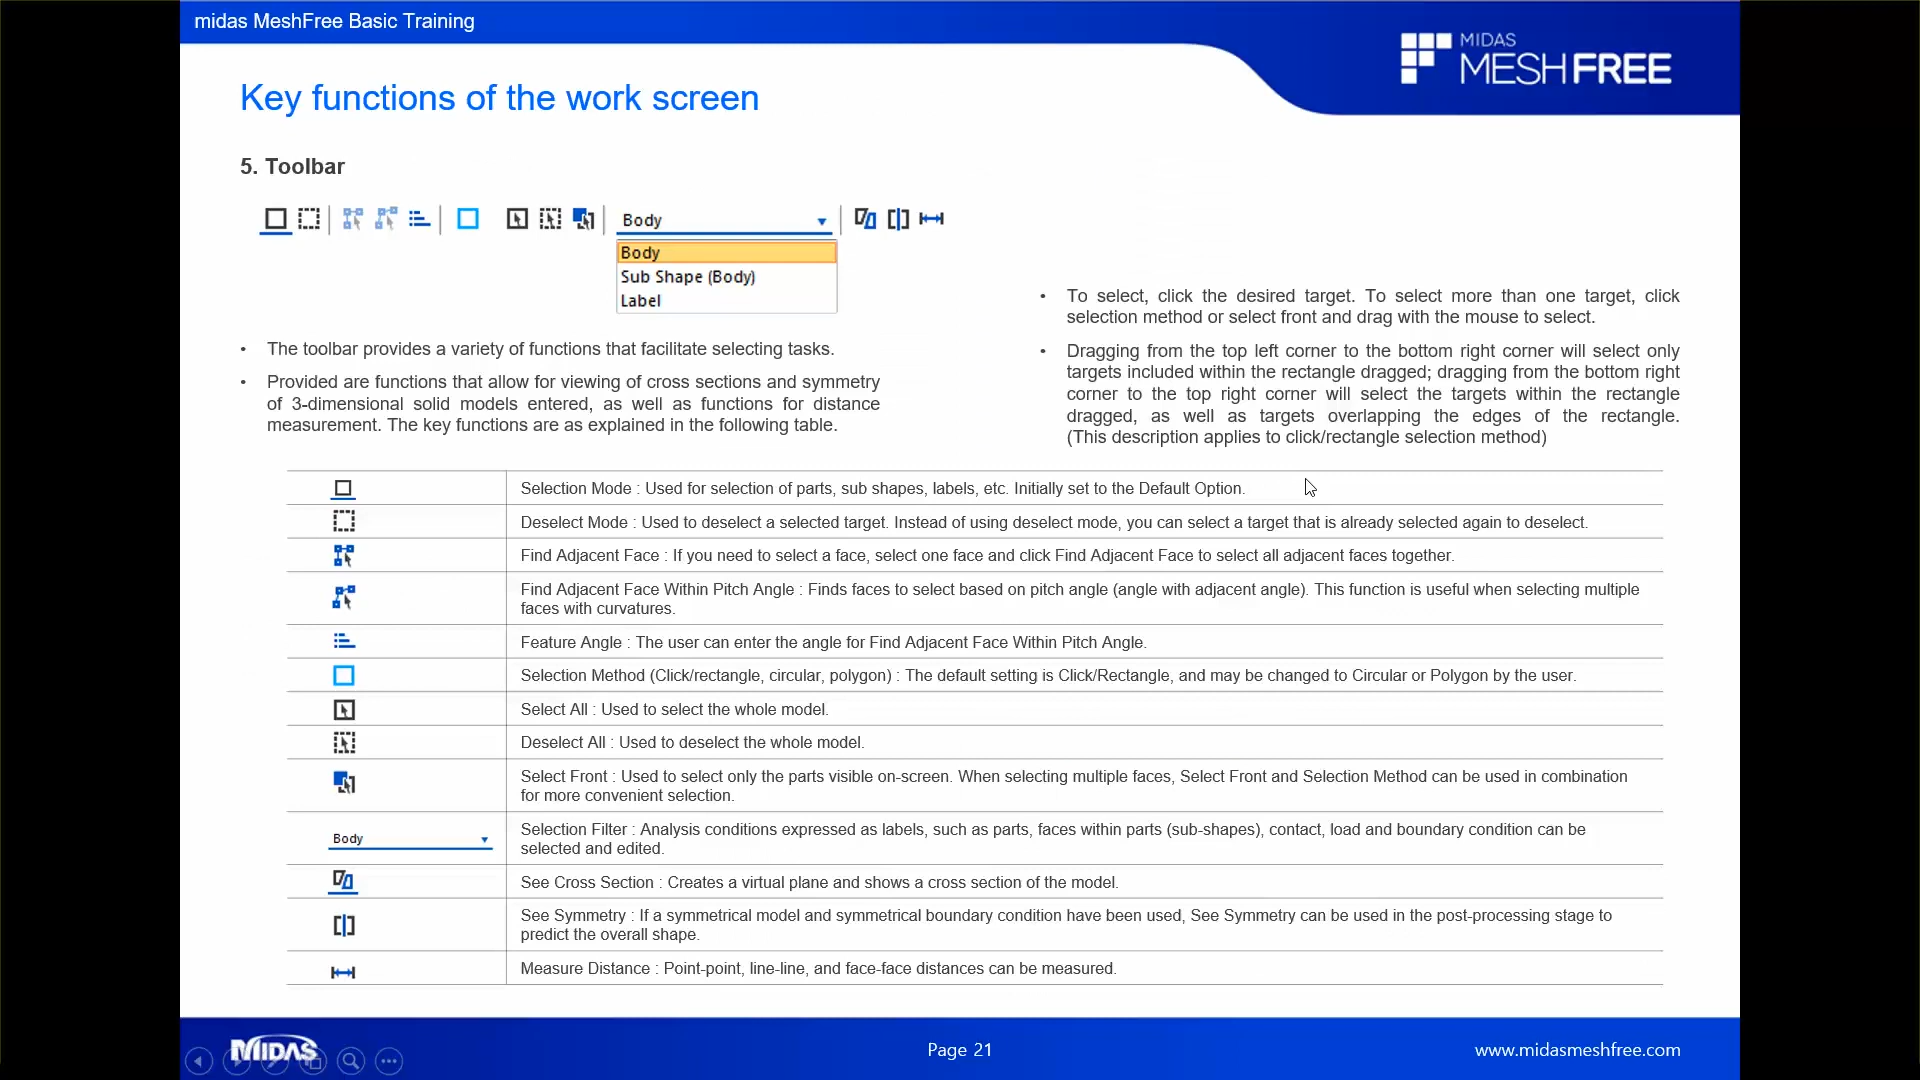 midas MeshFree Basic Training
MIDAS
MESHFREE
Key functions of the work screen
5. Toolbar
Body
Body
Sub Shape (Body)
Label
• The toolbar provides a variety of functions that facilitate selecting tasks.
• Provided are functions that allow for viewing of cross sections and symmetry
of 3-dimensional solid models entered, as well as functions for distance
measurement. The key functions are as explained in the following table.
• To select, click the desired target. To select more than one target, click
selection method or select front and drag with the mouse to select.
• Dragging from the top left corner to the bottom right corner will select only
targets included within the rectangle dragged; dragging from the bottom right
corner to the top right corner will select the targets within the rectangle
dragged, as well as targets overlapping the edges of the rectangle.
(This description applies to click/rectangle selection method)
Selection Mode : Used for selection of parts, sub shapes, labels, etc. Initially set to the Default Option.
Deselect Mode : Used to deselect a selected target. Instead of using deselect mode, you can select a target that is already selected again to deselect.
Find Adjacent Face : If you need to select a face, select one face and click Find Adjacent Face to select all adjacent faces together.
Find Adjacent Face Within Pitch Angle : Finds faces to select based on pitch angle (angle with adjacent angle). This function is useful when selecting multiple
faces with curvatures.
Feature Angle : The user can enter the angle for Find Adjacent Face Within Pitch Angle.
Selection Method (Click/rectangle, circular, polygon) : The default setting is Click/Rectangle, and may be changed to Circular or Polygon by the user.
Select All : Used to select the whole model.
Deselect All : Used to deselect the whole model.
Select Front : Used to select only the parts visible on-screen. When selecting multiple faces, Select Front and Selection Method can be used in combination
for more convenient selection.
Body
Selection Filter : Analysis conditions expressed as labels, such as parts, faces within parts (sub-shapes), contact, load and boundary condition can be
selected and edited.
See Cross Section : Creates a virtual plane and shows a cross section of the model.
See Symmetry : If a symmetrical model and symmetrical boundary condition have been used, See Symmetry can be used in the post-processing stage to
predict the overall shape.
Measure Distance : Point-point, line-line, and face-face distances can be measured.
MIDAS
Page 21
www.midasmeshfree.com